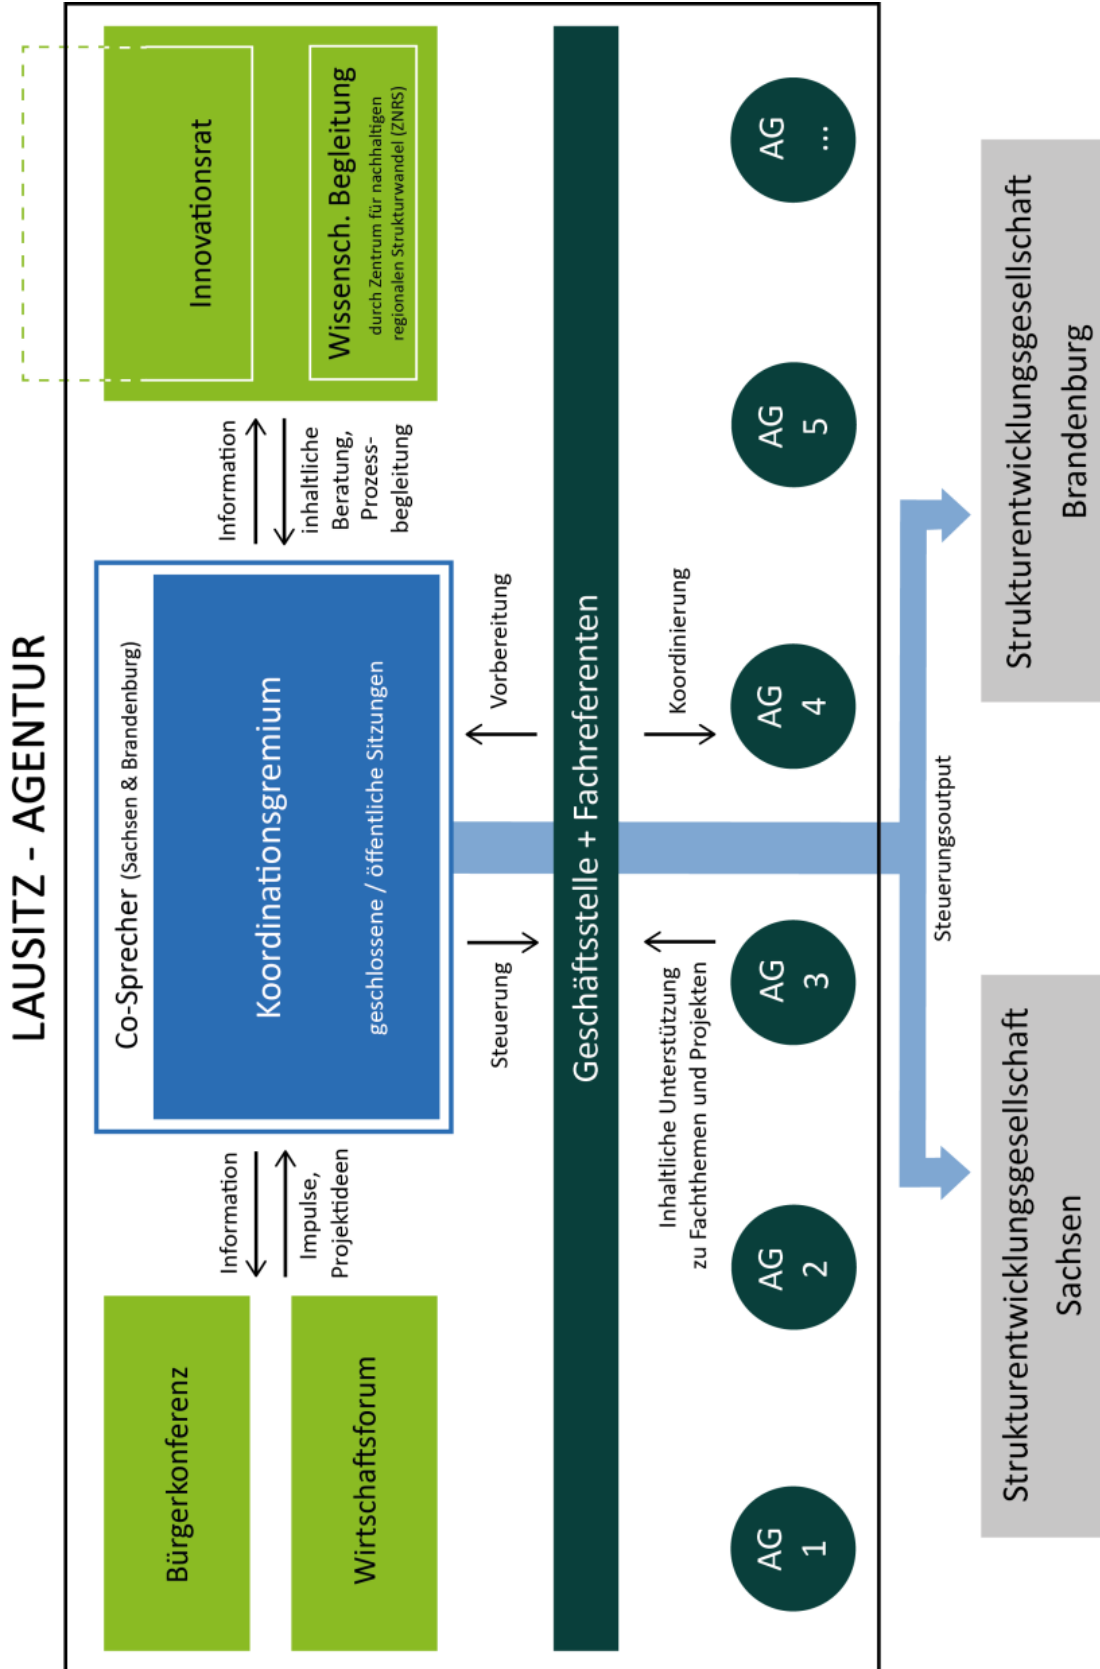 LAUSITZ - AGENTUR
Bürgerkonferenz
Wirtschaftsforum
Information
Impulse,
Projektideen
Co-Sprecher (Sachsen & Brandenburg)
Koordinationsgremium
geschlossene / öffentliche Sitzungen
Information
inhaltliche
Beratung,
Prozess-
begleitung
Innovationsrat
Wissensch. Begleitung
durch Zentrum für nachhaltigen
regionalen Strukturwandel (ZNRS)
Steuerung
Vorbereitung
Geschäftsstelle + Fachreferenten
Inhaltliche Unterstützung
zu Fachthemen und Projekten
Koordinierung
AG
1
AG
2
AG
3
AG
4
AG
5
AG
...
Steuerungsoutput
Strukturentwicklungsgesellschaft
Sachsen
Strukturentwicklungsgesellschaft
Brandenburg